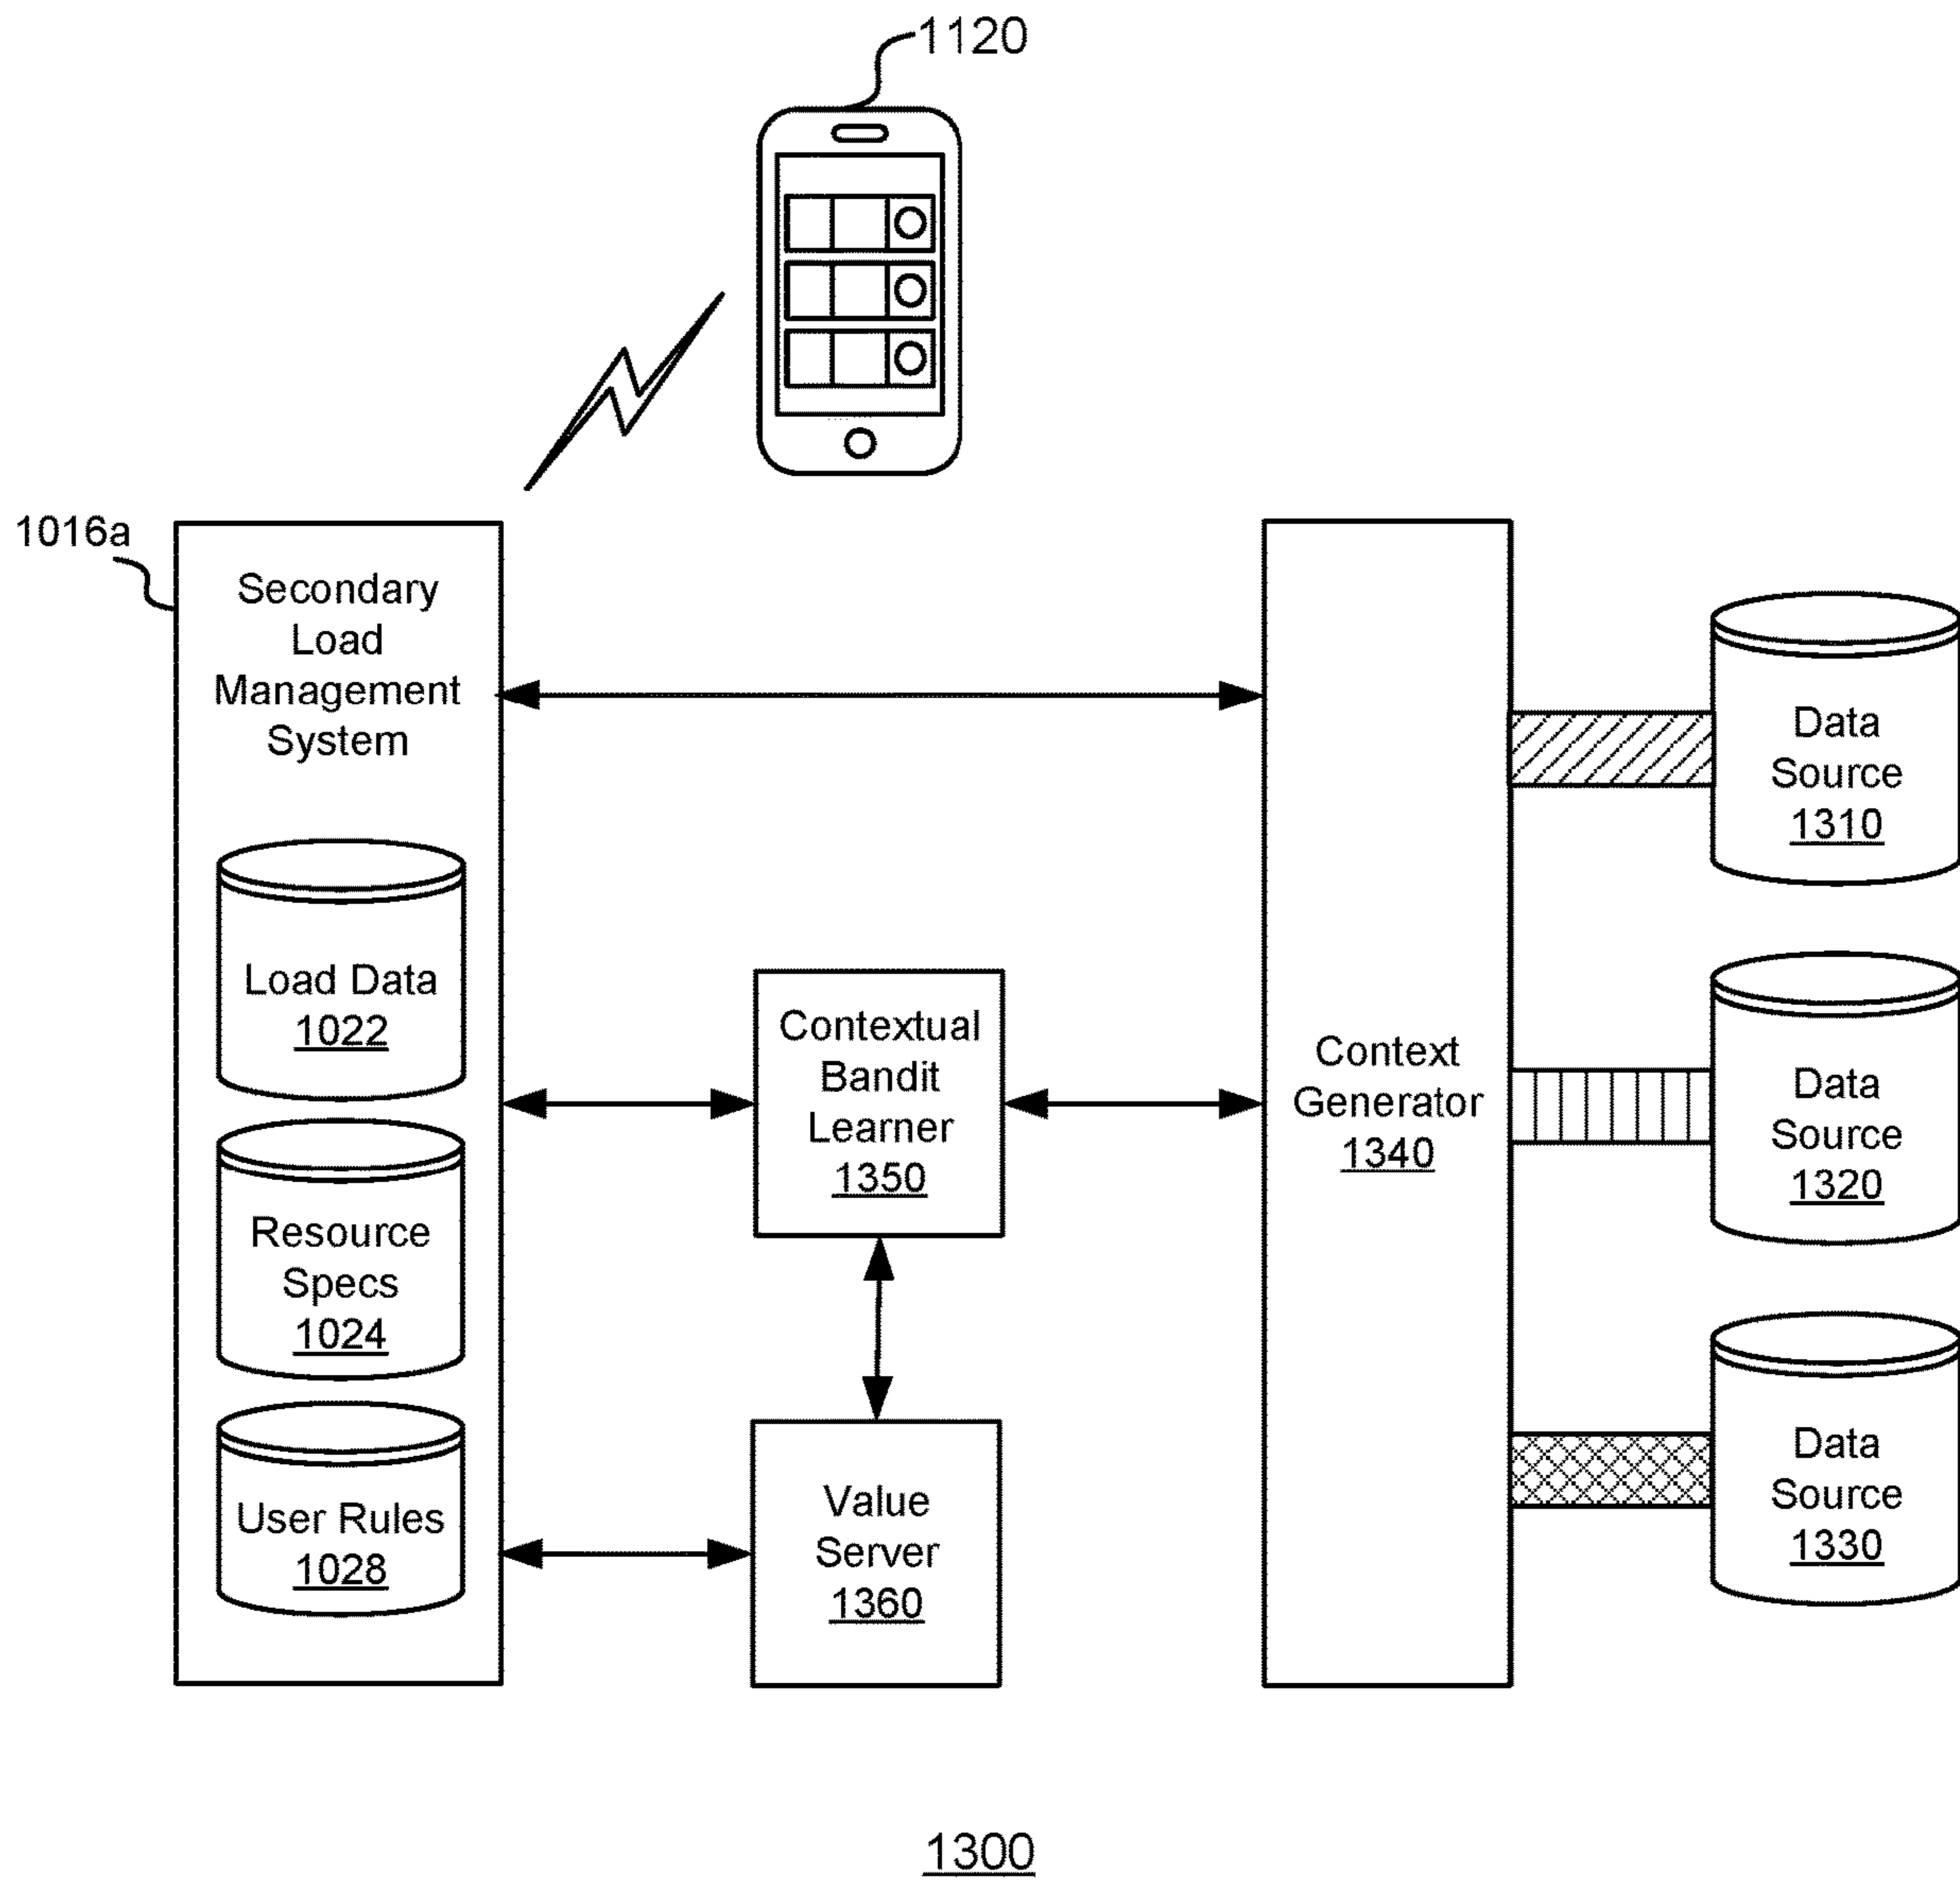 1120
1016a
Secondary
Load
Management
System
Load Data
1022
Resource
Specs
1024
User Rules
1028
Contextual
Bandit
Learner
1350
Value
Server
1360
Context
Generator
1340
Data
Source
1310
Data
Source
1320
Data
Source
1330
1300